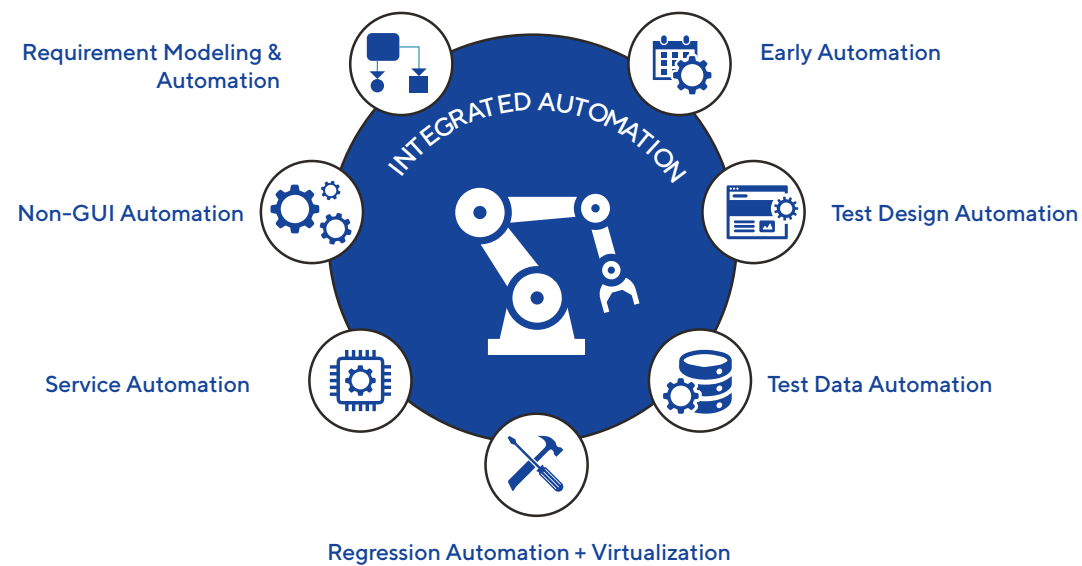 Requirement Modeling &
Automation
Early Automation
INTEGRATED AUTOMATION
Non-GUI Automation
Test Design Automation
Service Automation
Test Data Automation
Regression Automation + Virtualization